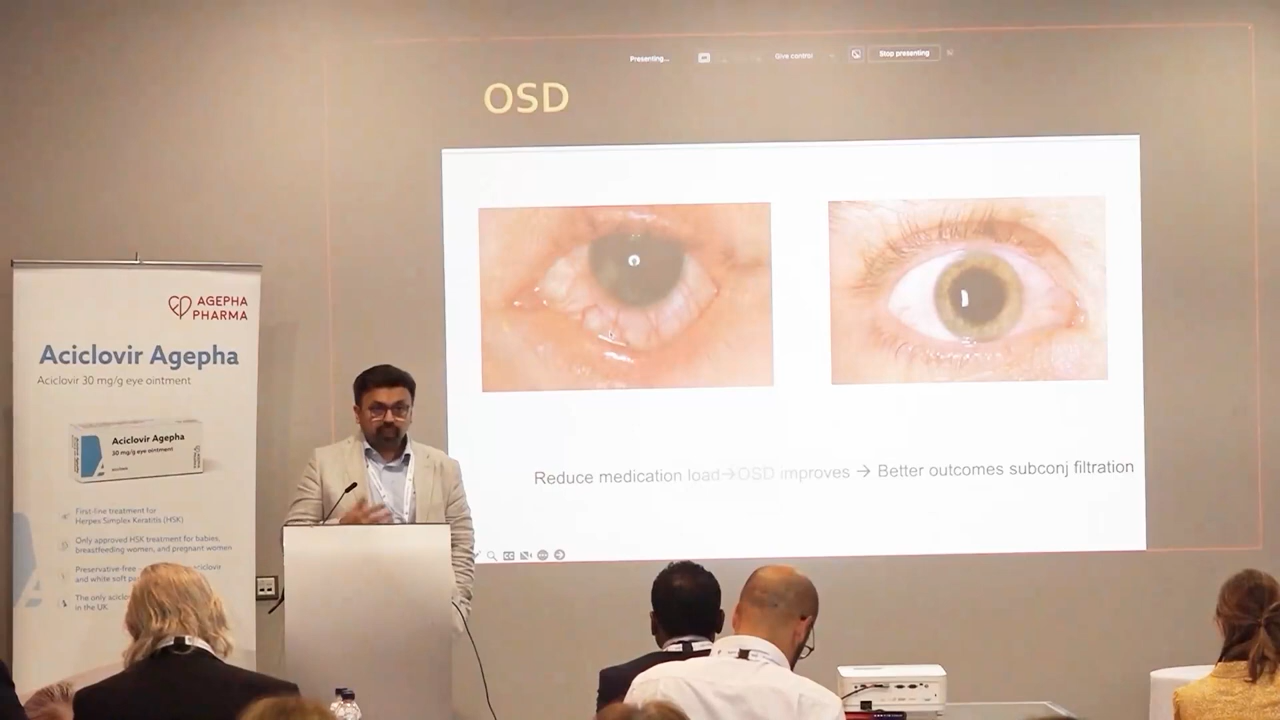 Presenting...
Give control
Stop presenting
OSD
Reduce medication load→OSD improves → Better outcomes subconj filtration
CC
AGEPHA
PHARMA
Aciclovir Agepha
Aciclovir 30 mg/g eye ointment
Aciclovir Agepha
30 mg/g eye ointment
First-line treatment for
Herpes Simplex Keratitis (HSK)
Only approved HSK treatment for babies,
breastfeeding women, and pregnant women
Preservative-free
and white soft
The only
in the UK